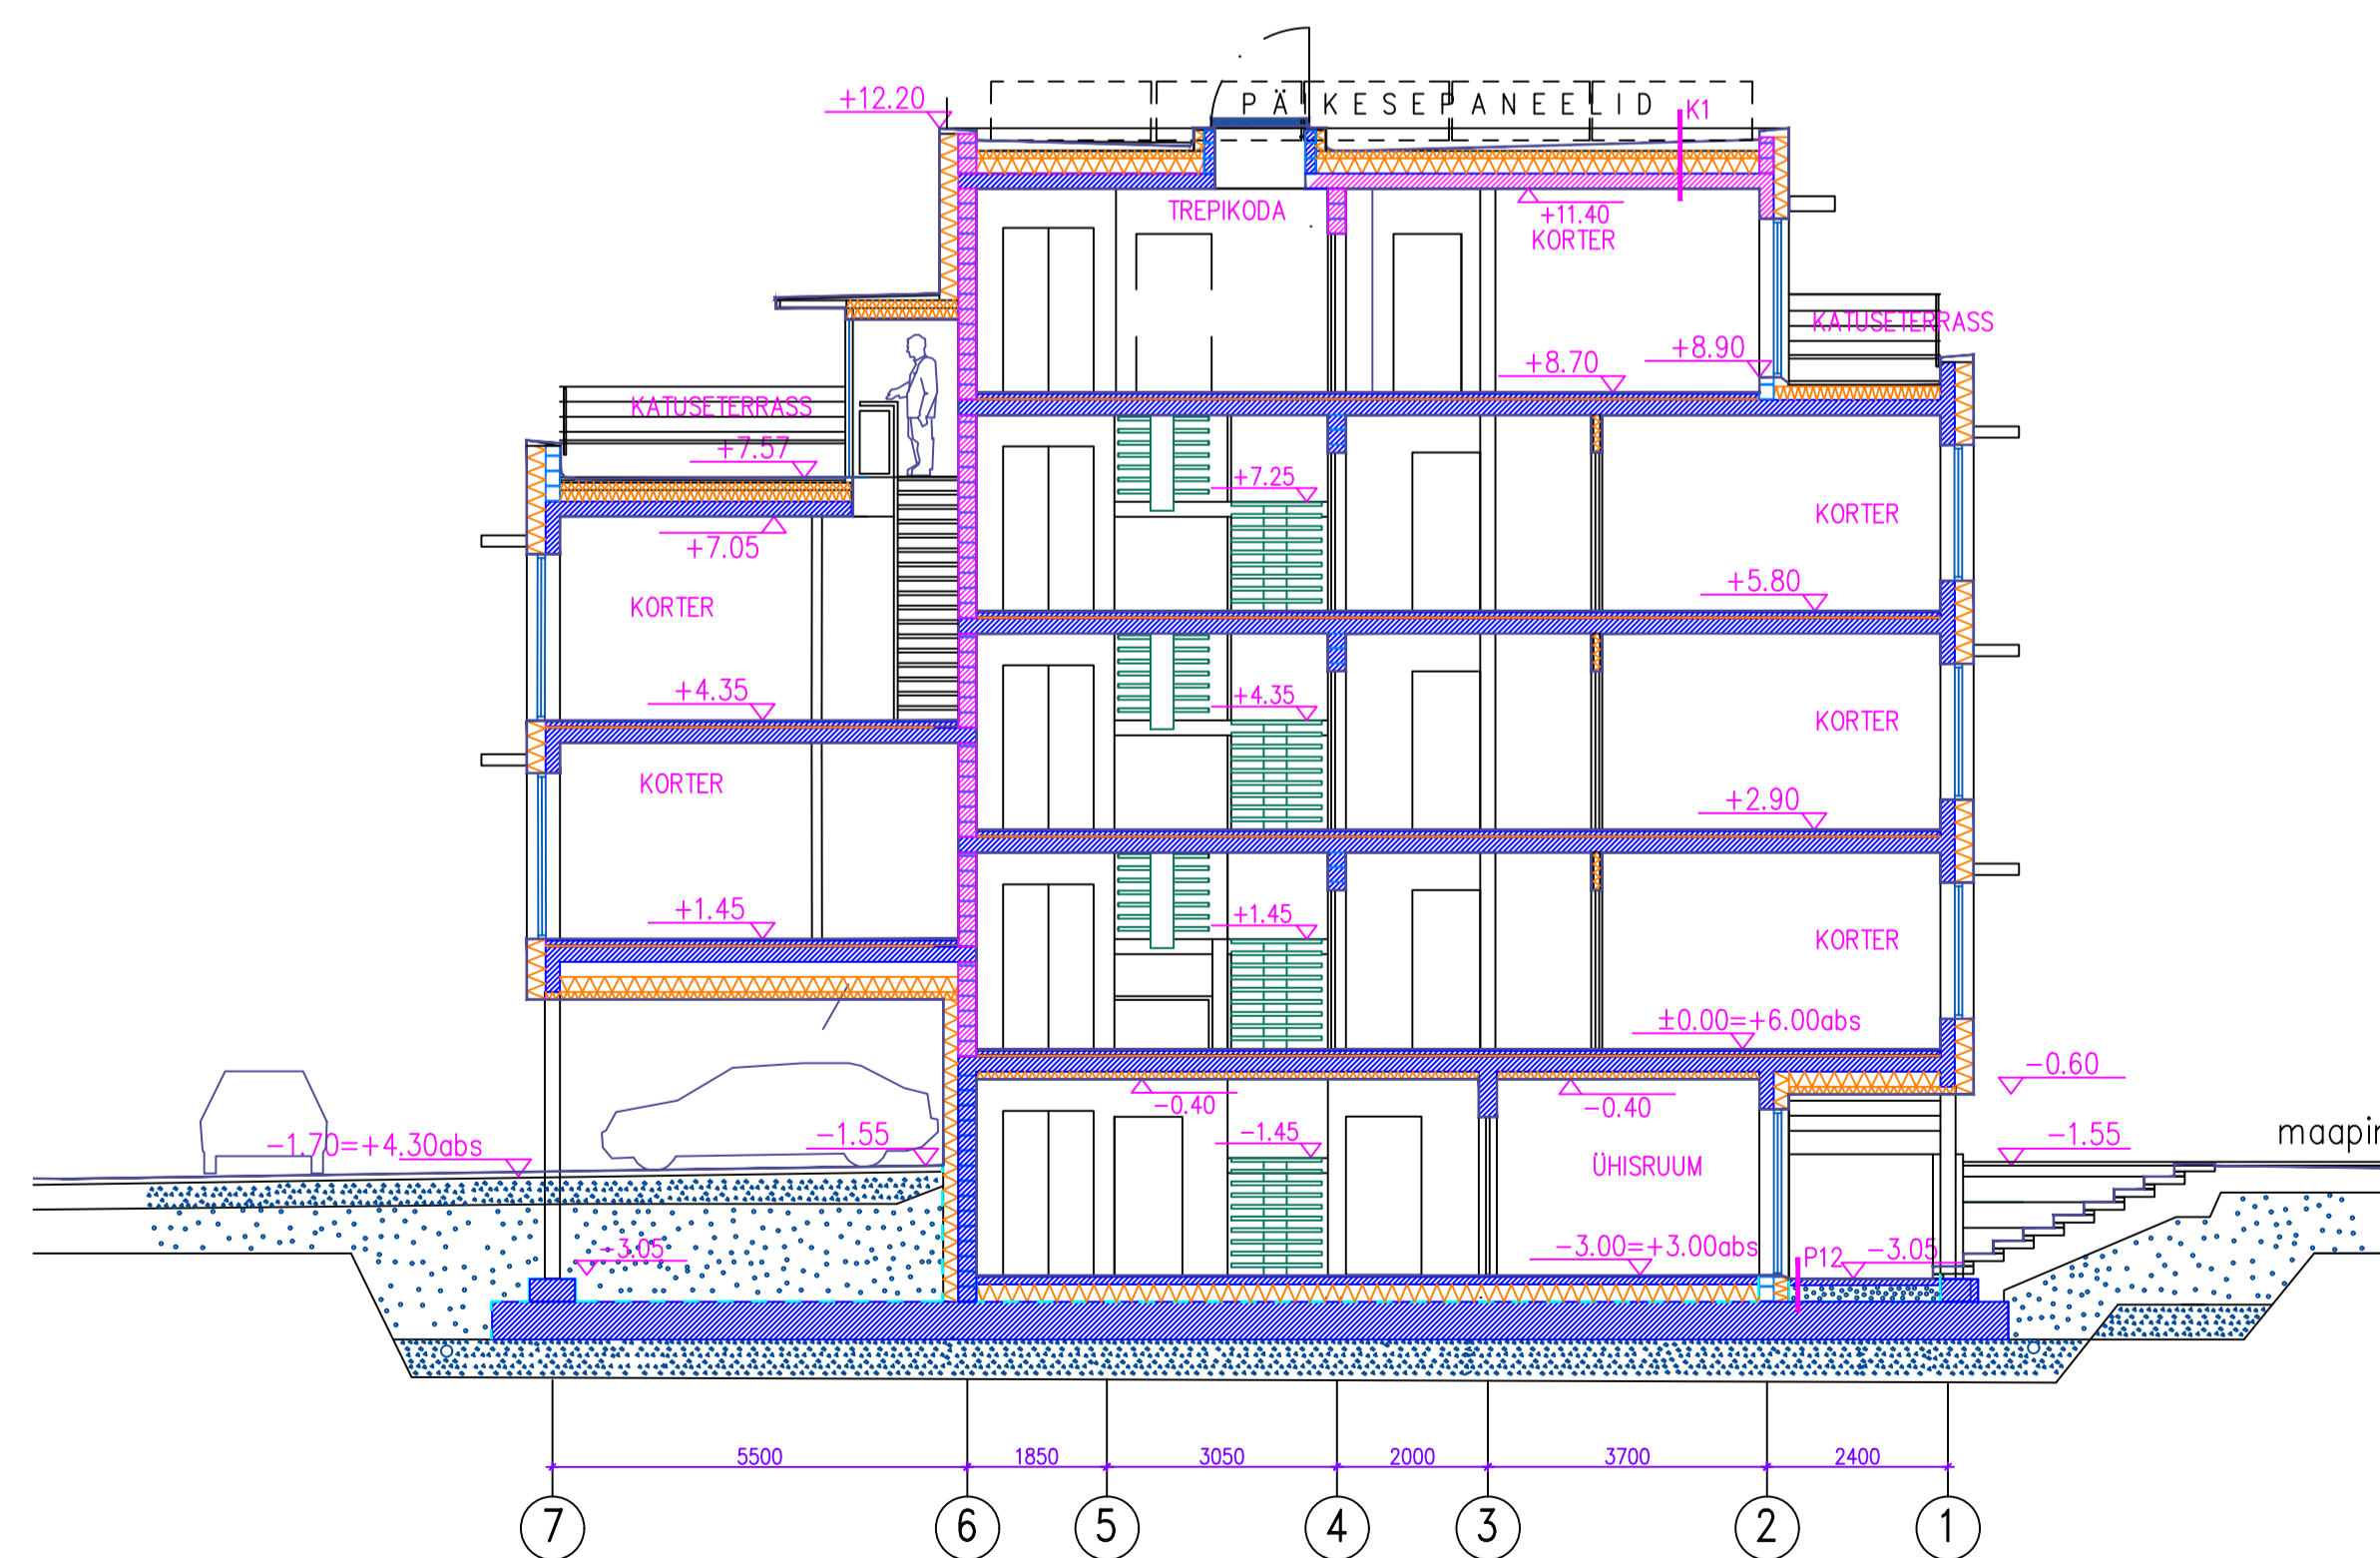 PÄIKESEPANEELID
+12.20
K1
TREPIKODA
+11.40
KORTER
KATUSETERRASS
+8.90
+8.70
KATUSETERRASS
+7.57
+7.25
+7.05
KORTER
+5.80
KORTER
+4.35
+4.35
KORTER
KORTER
+2.90
+1.45
+1.45
KORTER
±0.00=+6.00abs
-0.60
-0.40
-0.40
-1.70=+4.30abs
-1.55
-1.45
-1.55
ÜHISRUUM
-3.05
-3.00=+3.00abs
P12
-3.05
5500 1850 3050 2000 3700 2400
7 6 5 4 3 2 1